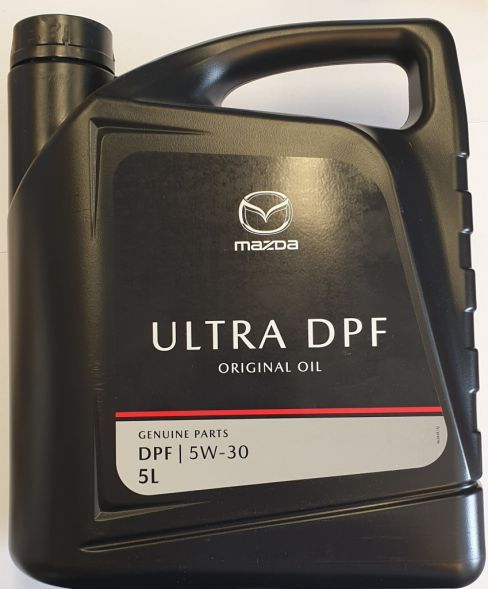 mazda
ULTRA DPF
ORIGINAL OIL
GENUINE PARTS
DPF | 5W-30
5L